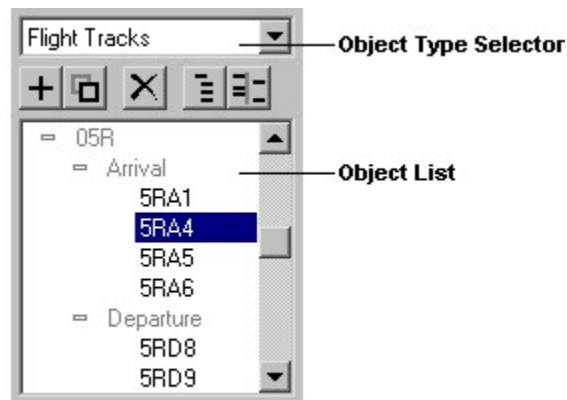 Flight Tracks
Object Type Selector
05R
Arrival
Object List
5RA1
5RA4
5RA5
5RA6
Departure
5RD8
5RD9